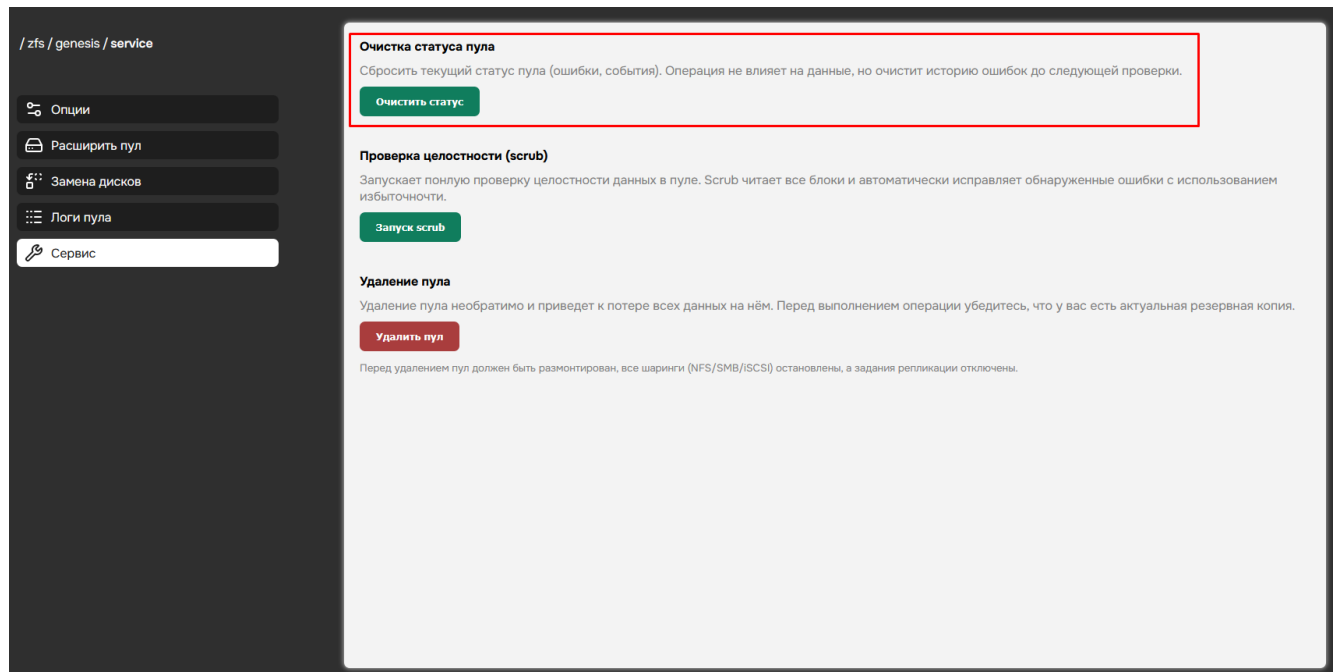 / zfs / genesis / service
Опции
Расширить пул
Замена дисков
Логи пула
Сервис
Очистка статуса пула
Сбросить текущий статус пула (ошибки, события). Операция не влияет на данные, но очистит историю ошибок до следующей проверки.
Очистить статус
Проверка целостности (scrub)
Запускает понлую проверку целостности данных в пуле. Scrub читает все блоки и автоматически исправляет обнаруженные ошибки с использованием
избыточночти.
Запуск scrub
Удаление пула
Удаление пула необратимо и приведет к потере всех данных на нём. Перед выполнением операции убедитесь, что у вас есть актуальная резервная копия.
Удалить пул
Перед удалением пул должен быть размонтирован, все шаринги (NFS/SMB/iSCSI) остановлены, а задания репликации отключены.